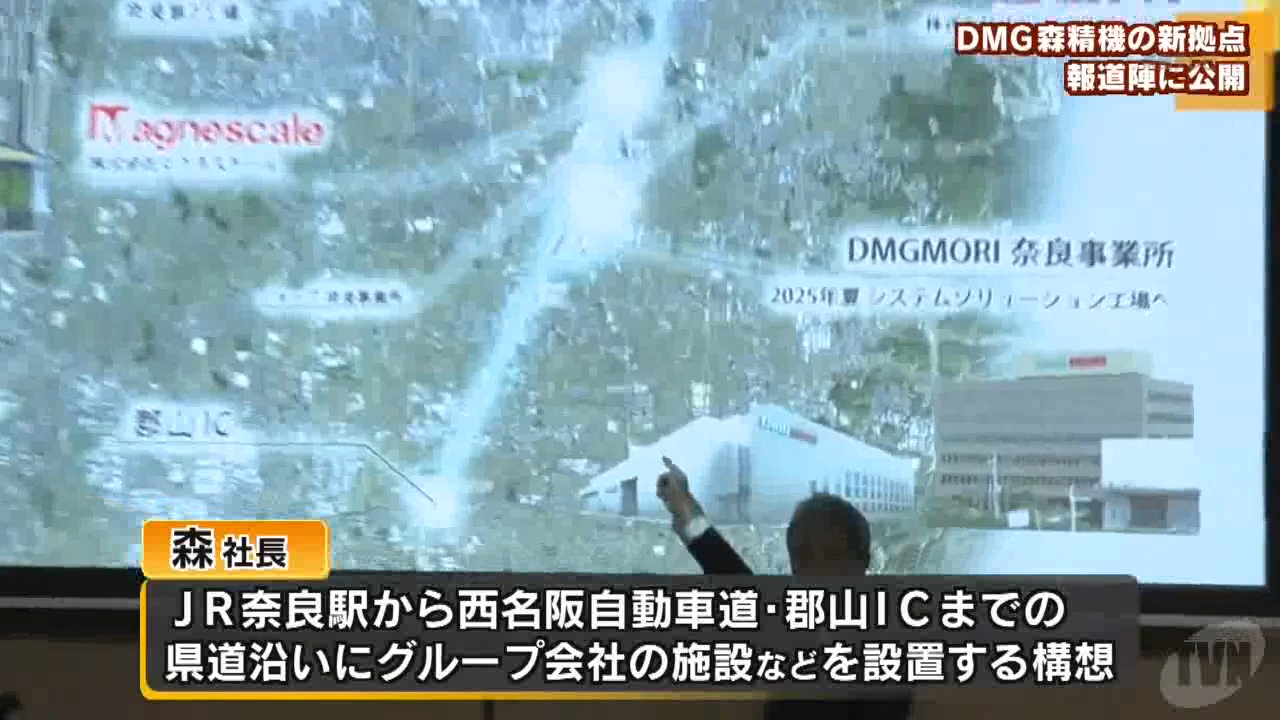 DMG森精機の新拠点
報道陣に公開
Magnescale
DMGMORI 奈良事業所
2025年夏 システムソリューション工場へ
郡山IC
森 社長
JR奈良駅から西名阪自動車道・郡山ICまでの
県道沿いにグループ会社の施設などを設置する構想
TVN